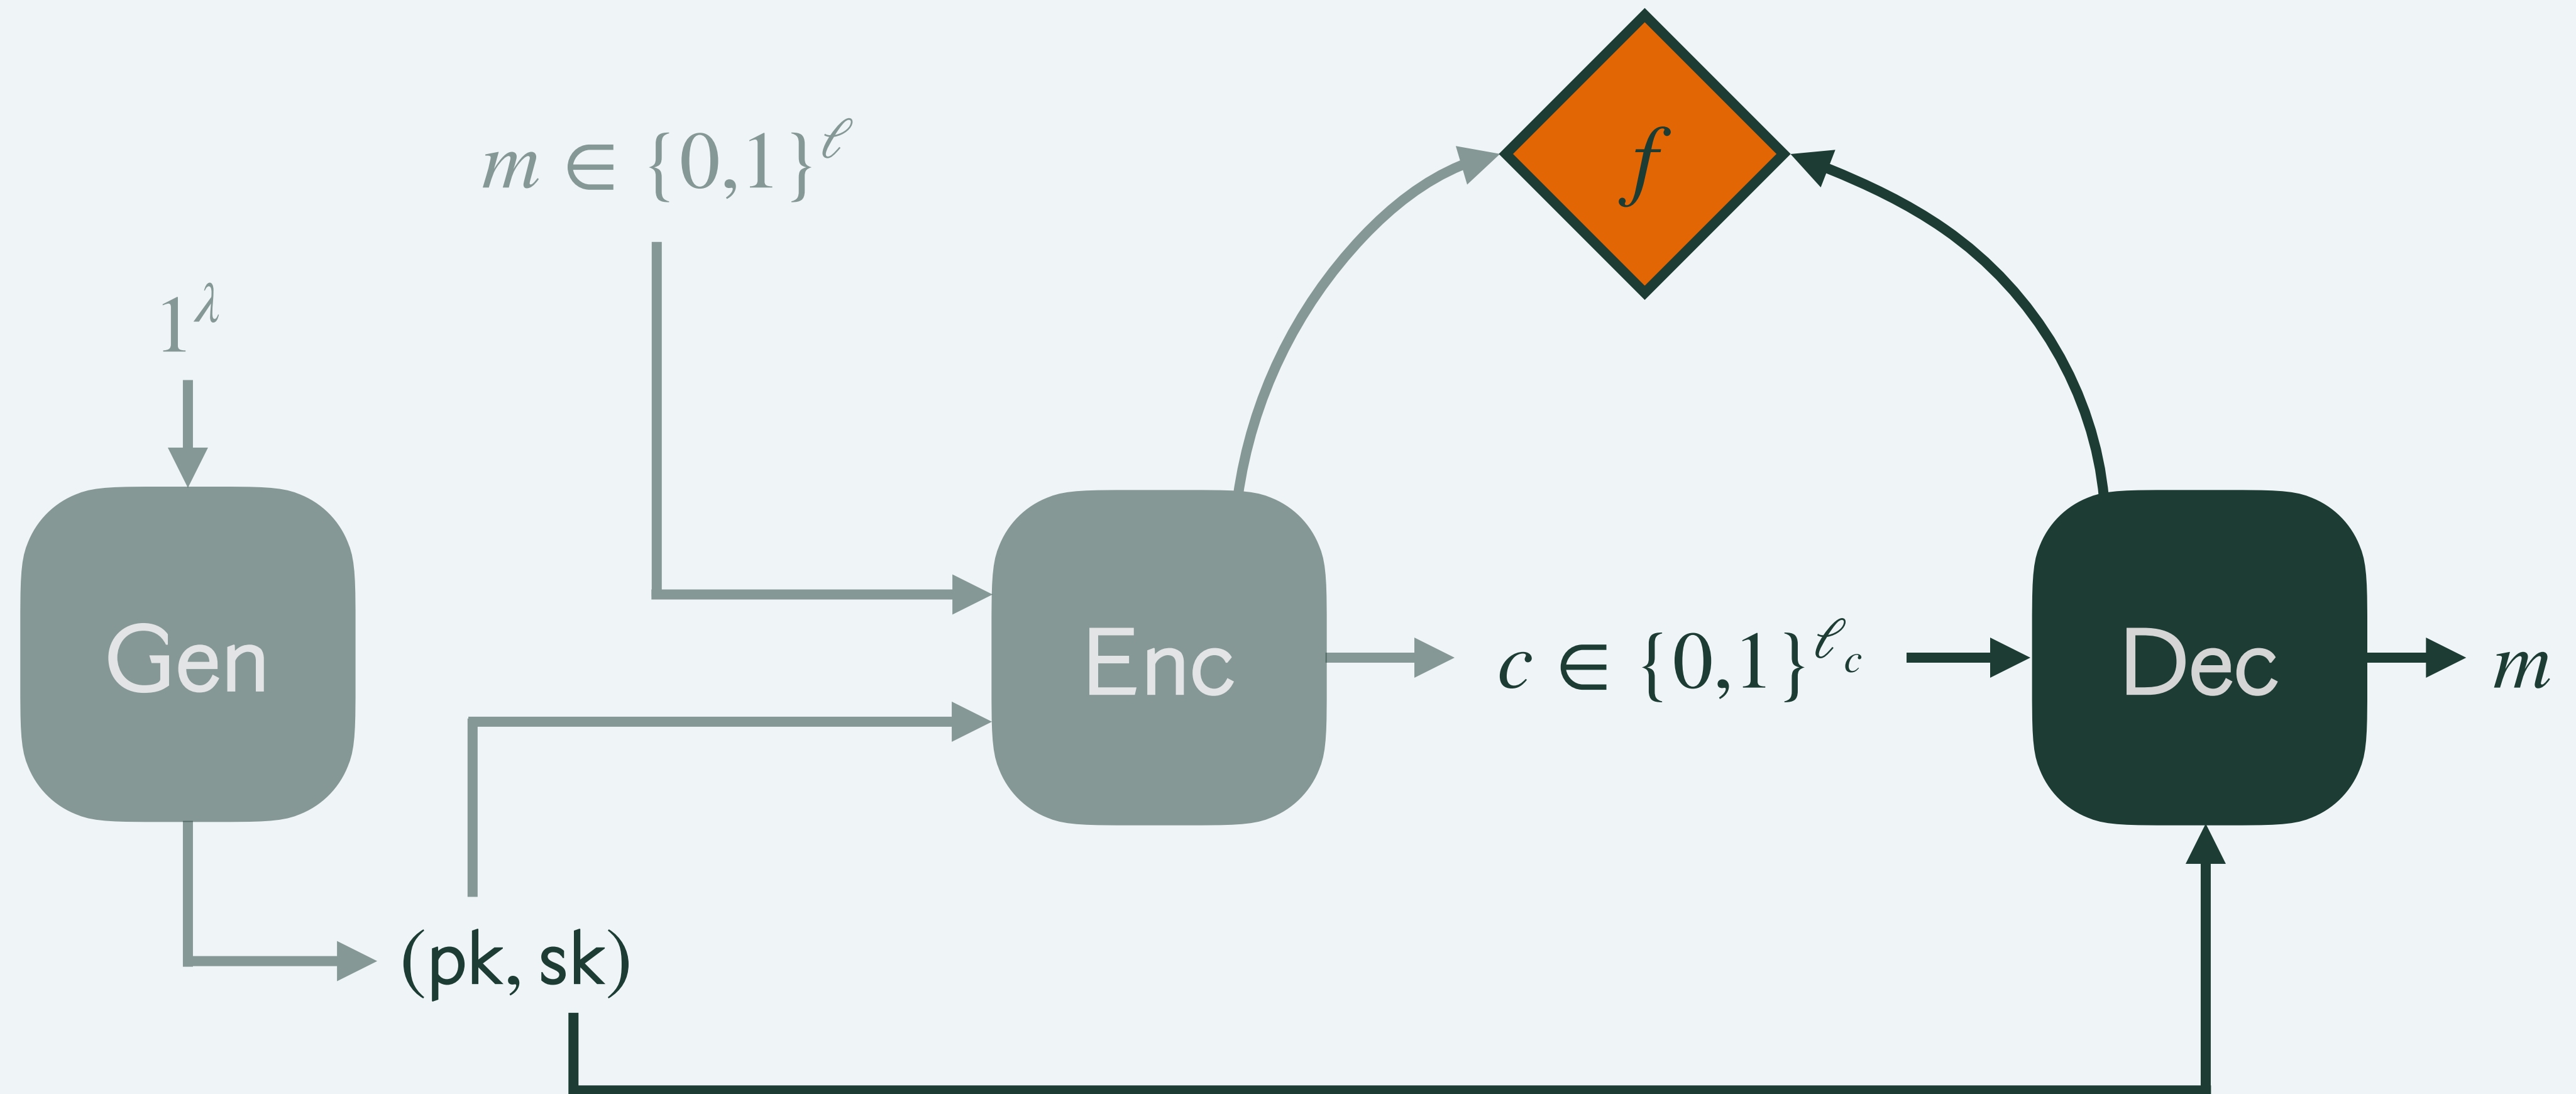 f
m ∈ {0,1}^ℓ
1^λ
Gen
Enc
c ∈ {0,1}^ℓ_c
Dec
m
(pk, sk)